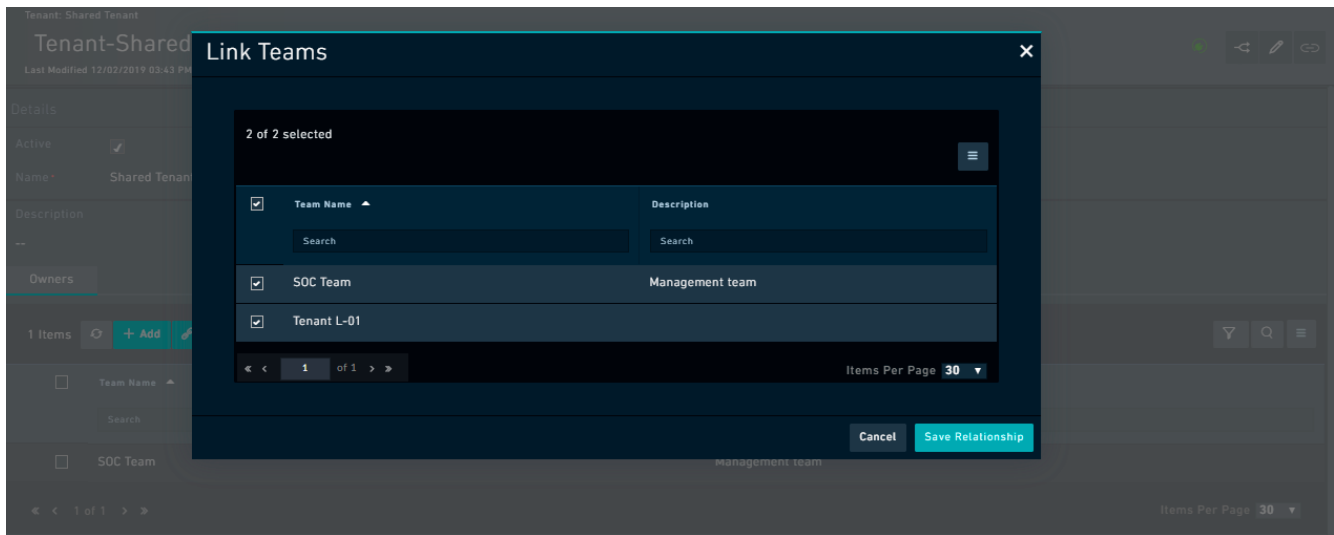 Tenant: Shared Tenant
Tenant-Shared
Last Modified 12/02/2019 03:43 PM
Link Teams
Details
2 of 2 selected
Active
Name*
Shared Tenant
Team Name Description
Description
--
Search Search
Owners
SOC Team Management team
Tenant L-01
1 Items + Add
1 of 1 Items Per Page 30
Team Name
Search
Cancel Save Relationship
SOC Team Management team
1 of 1 Items Per Page 30